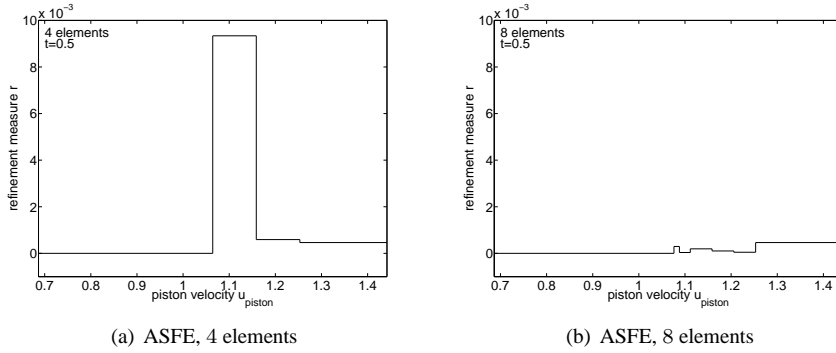 10 x 10⁻³
4 elements
t=0.5
8
6
4
2
0
refinement measure r
0.7 0.8 0.9 1 1.1 1.2 1.3 1.4
piston velocity u_piston
(a) ASFE, 4 elements
10 x 10⁻³
8 elements
t=0.5
8
6
4
2
0
refinement measure r
0.7 0.8 0.9 1 1.1 1.2 1.3 1.4
piston velocity u_piston
(b) ASFE, 8 elements